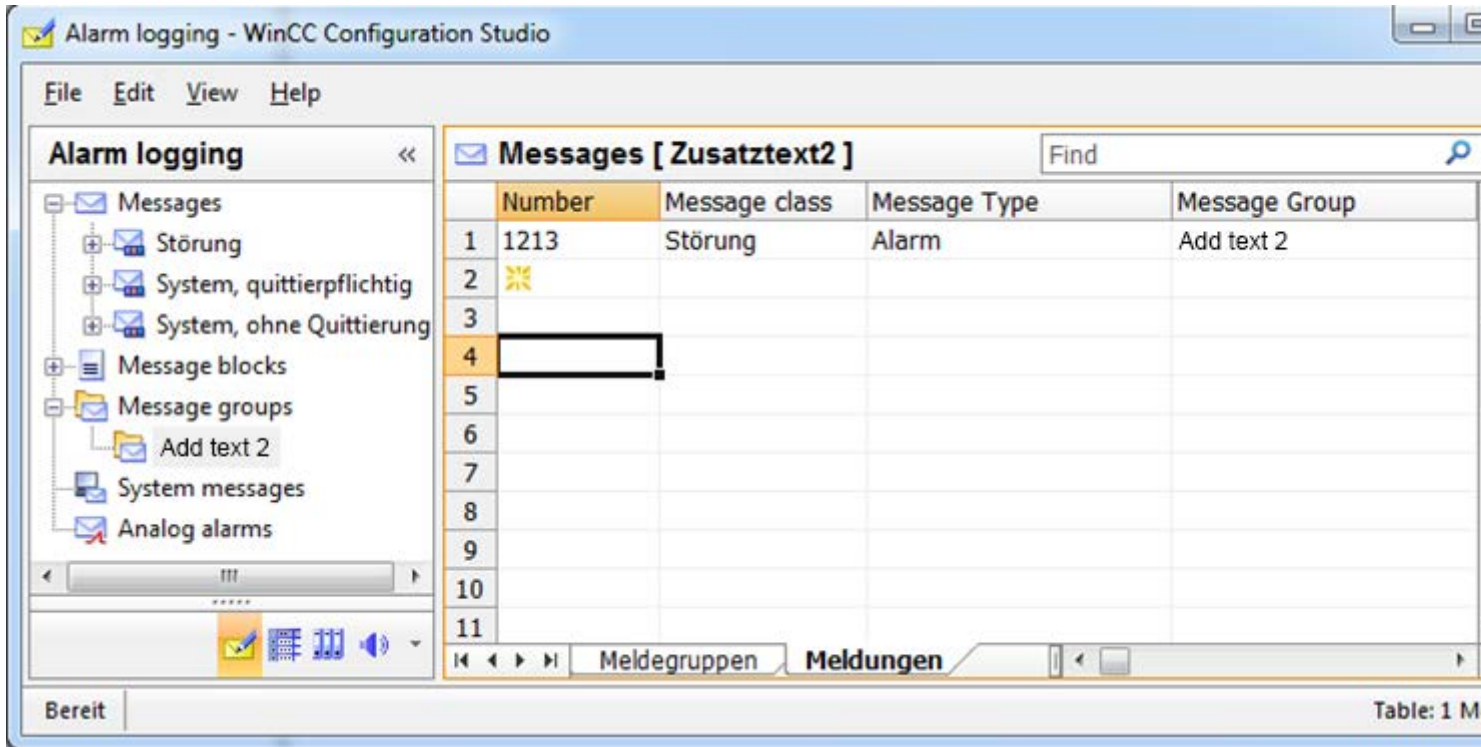 Alarm logging - WinCC Configuration Studio
File Edit View Help
Alarm logging «
Messages
Störung
System, quittierpflichtig
System, ohne Quittierung
Message blocks
Message groups
Add text 2
System messages
Analog alarms
Messages [ Zusatztext2 ] Find
Number Message class Message Type Message Group
1 1213 Störung Alarm Add text 2
2
3
4
5
6
7
8
9
10
11
Meldegruppen Meldungen
Bereit Table: 1 M